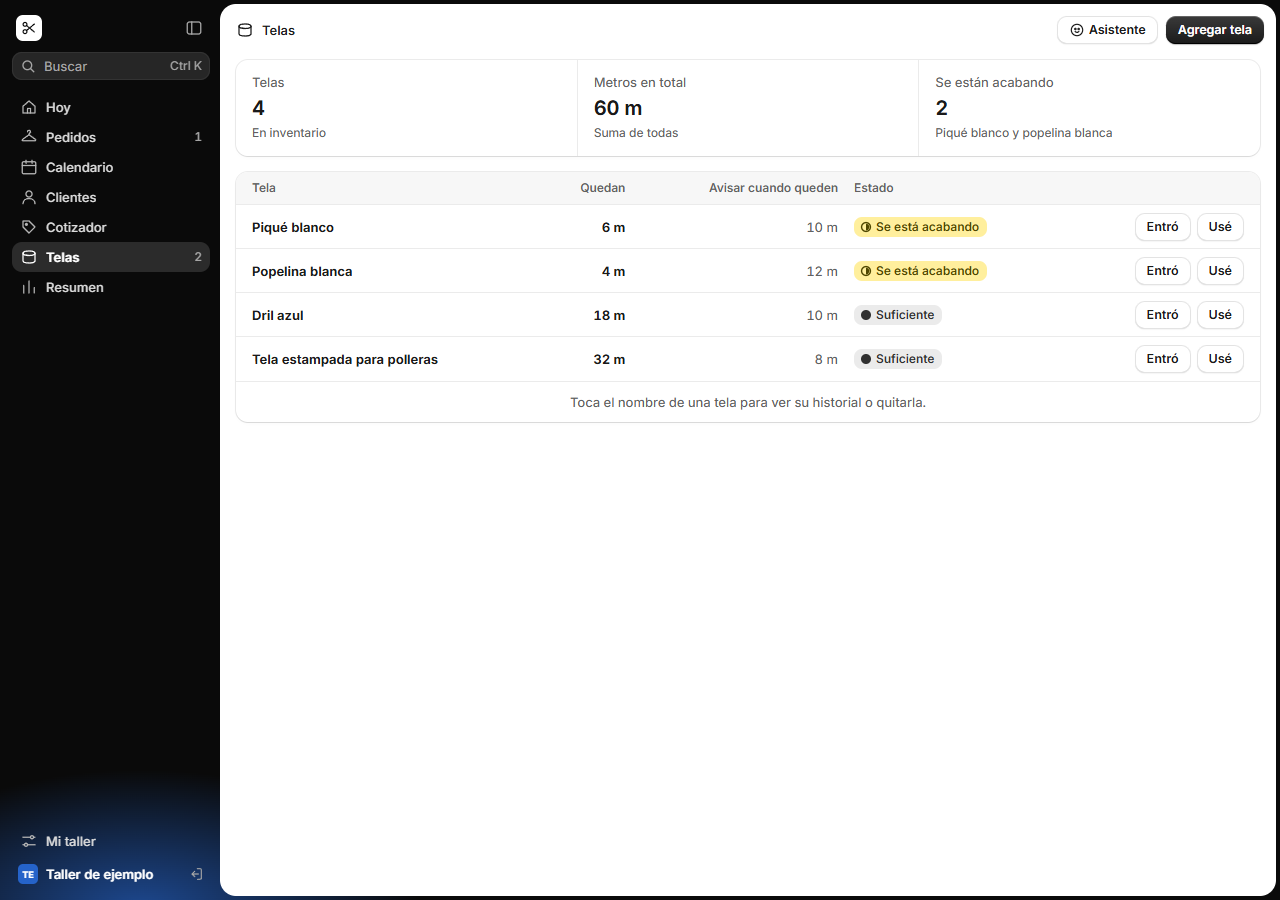 Telas
Asistente
Agregar tela
Buscar
Ctrl K
Hoy
Pedidos 1
Calendario
Clientes
Cotizador
Telas 2
Resumen
Mi taller
TE Taller de ejemplo
Telas
4
En inventario
Metros en total
60 m
Suma de todas
Se están acabando
2
Piqué blanco y popelina blanca
Tela Quedan Avisar cuando queden Estado
Piqué blanco 6 m 10 m Se está acabando Entró Usé
Popelina blanca 4 m 12 m Se está acabando Entró Usé
Dril azul 18 m 10 m Suficiente Entró Usé
Tela estampada para polleras 32 m 8 m Suficiente Entró Usé
Toca el nombre de una tela para ver su historial o quitarla.